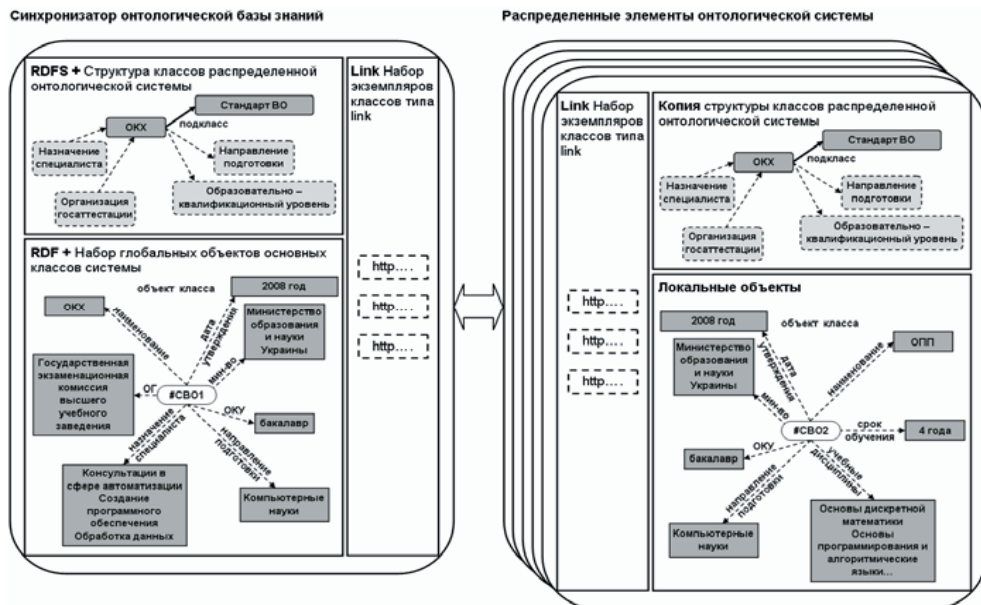 Синхронизатор онтологической базы знаний
RDFS + Структура классов распределенной
онтологической системы
Стандарт ВО
ОКХ
подкласс
Назначение
специалиста
Направление
подготовки
Организация
госаттестации
Образовательно –
квалификационный уровень
RDF + Набор глобальных объектов основных
классов системы
объект класса
2008 год
ОКХ
наименование
дата
утверждения
Министерство
образования
и науки
Украины
мин-во
Государственная
экзаменационная
комиссия
высшего
учебного
заведения
ОГ
#СВО1
ОКУ
бакалавр
назначение
специалиста
направление
подготовки
Консультации в
сфере автоматизации
Создание
программного
обеспечения
Обработка данных
Компьютерные
науки
Link Набор
экземпляров
классов типа
link
http....
http....
http....
Распределенные элементы онтологической системы
Link Набор
экземпляров
классов типа
link
http....
http....
http....
Копия структуры классов распределенной
онтологической системы
Стандарт ВО
ОКХ
подкласс
Назначение
специалиста
Направление
подготовки
Организация
госаттестации
Образовательно –
квалификационный уровень
Локальные объекты
2008 год
объект класса
Министерство
образования
и науки
Украины
дата
утверждения
наименование
ОПП
мин-во
#СВО2
срок
обучения
4 года
ОКУ
бакалавр
направление
подготовки
учебные
дисциплины
Компьютерные
науки
Основы дискретной
математики
Основы
программирования и
алгоритмические
языки...